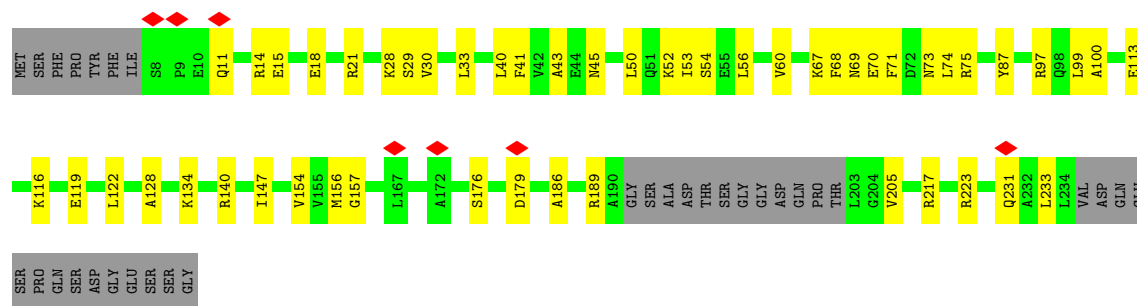 MET SER PHE PRO TYR PHE ILE S8 P9 E10 Q11 R14 E15 E18 R21 K28 S29 V30 L33 L40 F41 V42 A43 E44 N45 L50 Q51 K52 I53 S54 E55 L56 V60 K67 F68 N69 E70 F71 D72 N73 L74 R75 Y87 R97 Q98 L99 A100 E113
K116 E119 L122 A128 K134 R140 I147 V154 V155 M156 G157 L167 A172 S176 D179 A186 R189 A190 GLY SER ALA ASP THR SER GLY GLY ASP GLN PRO THR L203 G204 V205 R217 R223 Q231 A232 L233 L234 VAL ASP GLN GLU
SER PRO GLN SER ASP GLY GLU SER SER GLY